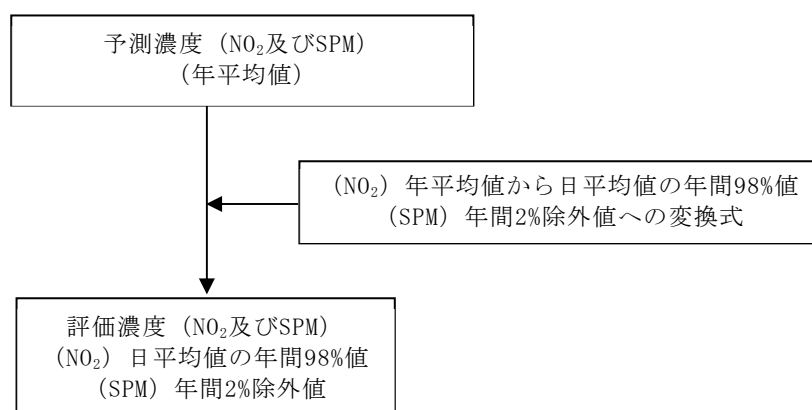 予測濃度（NO₂及びSPM）
（年平均値）
（NO₂）年平均値から日平均値の年間98%値
（SPM）年間2%除外値への変換式
評価濃度（NO₂及びSPM）
（NO₂）日平均値の年間98%値
（SPM）年間2%除外値